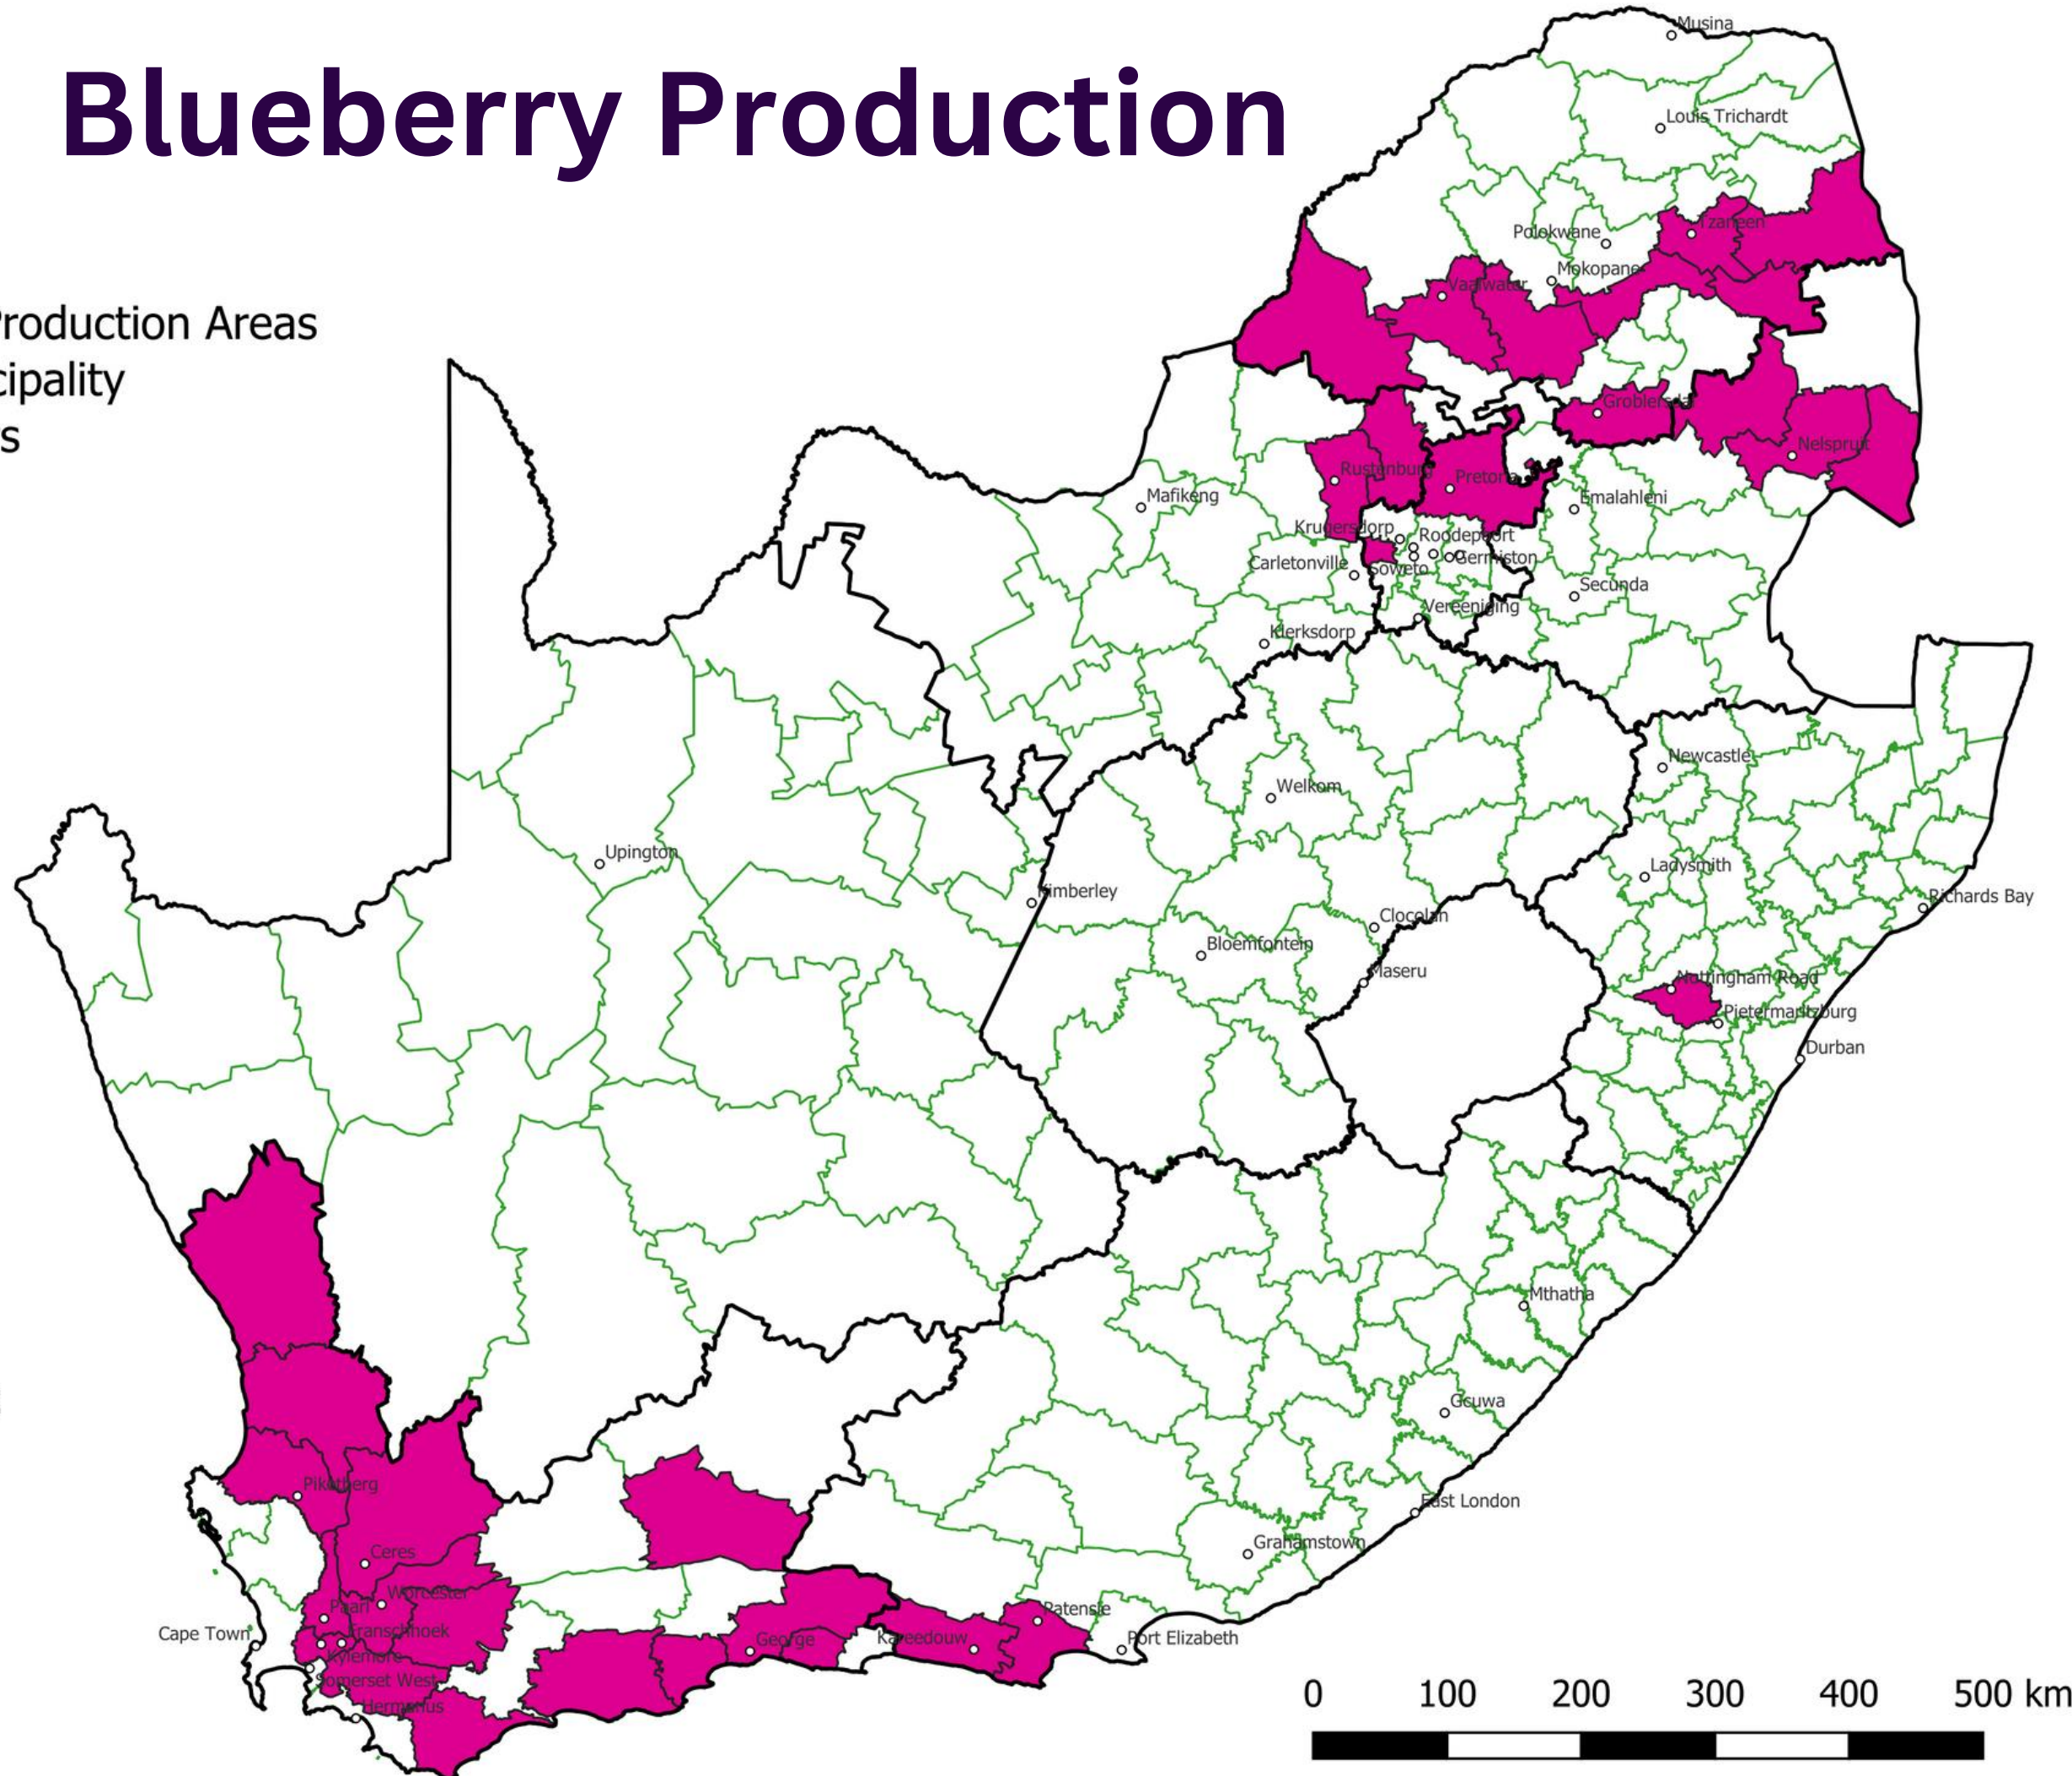 Blueberry Production
Musina
Louis Trichardt
Production Areas
cipality
s
Tzaneen
Polokwane
Mokopane
Vaalwater
Groblersdal
Nelspruit
Rustenburg
Pretoria
Mafikeng
Emalahleni
Krugersdorp
Roodepoort
Carletonville
Soweto
Germiston
Secunda
Vereeniging
Klerksdorp
Newcastle
Welkom
Upington
Ladysmith
Kimberley
Richards Bay
Clocolan
Bloemfontein
Maseru
Nottingham Road
Pietermaritzburg
Durban
Mthatha
Gcuwa
Piketberg
East London
Grahamstown
Ceres
Worcester
Paarl
Patensie
Cape Town
Franschhoek
George
Kareedouw
Port Elizabeth
Kylemore
Somerset West
Hermanus
0 100 200 300 400 500 km